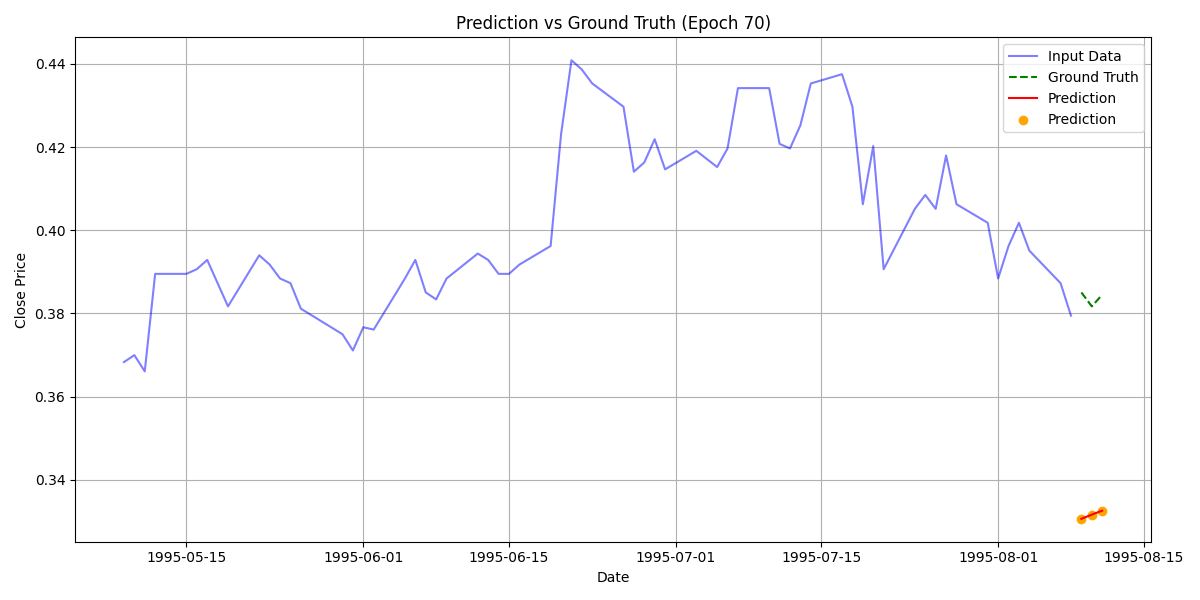 Prediction vs Ground Truth (Epoch 70)
Input Data
Ground Truth
Prediction
Prediction
Close Price
0.44
0.42
0.40
0.38
0.36
0.34
1995-05-15
1995-06-01
1995-06-15
1995-07-01
1995-07-15
1995-08-01
1995-08-15
Date